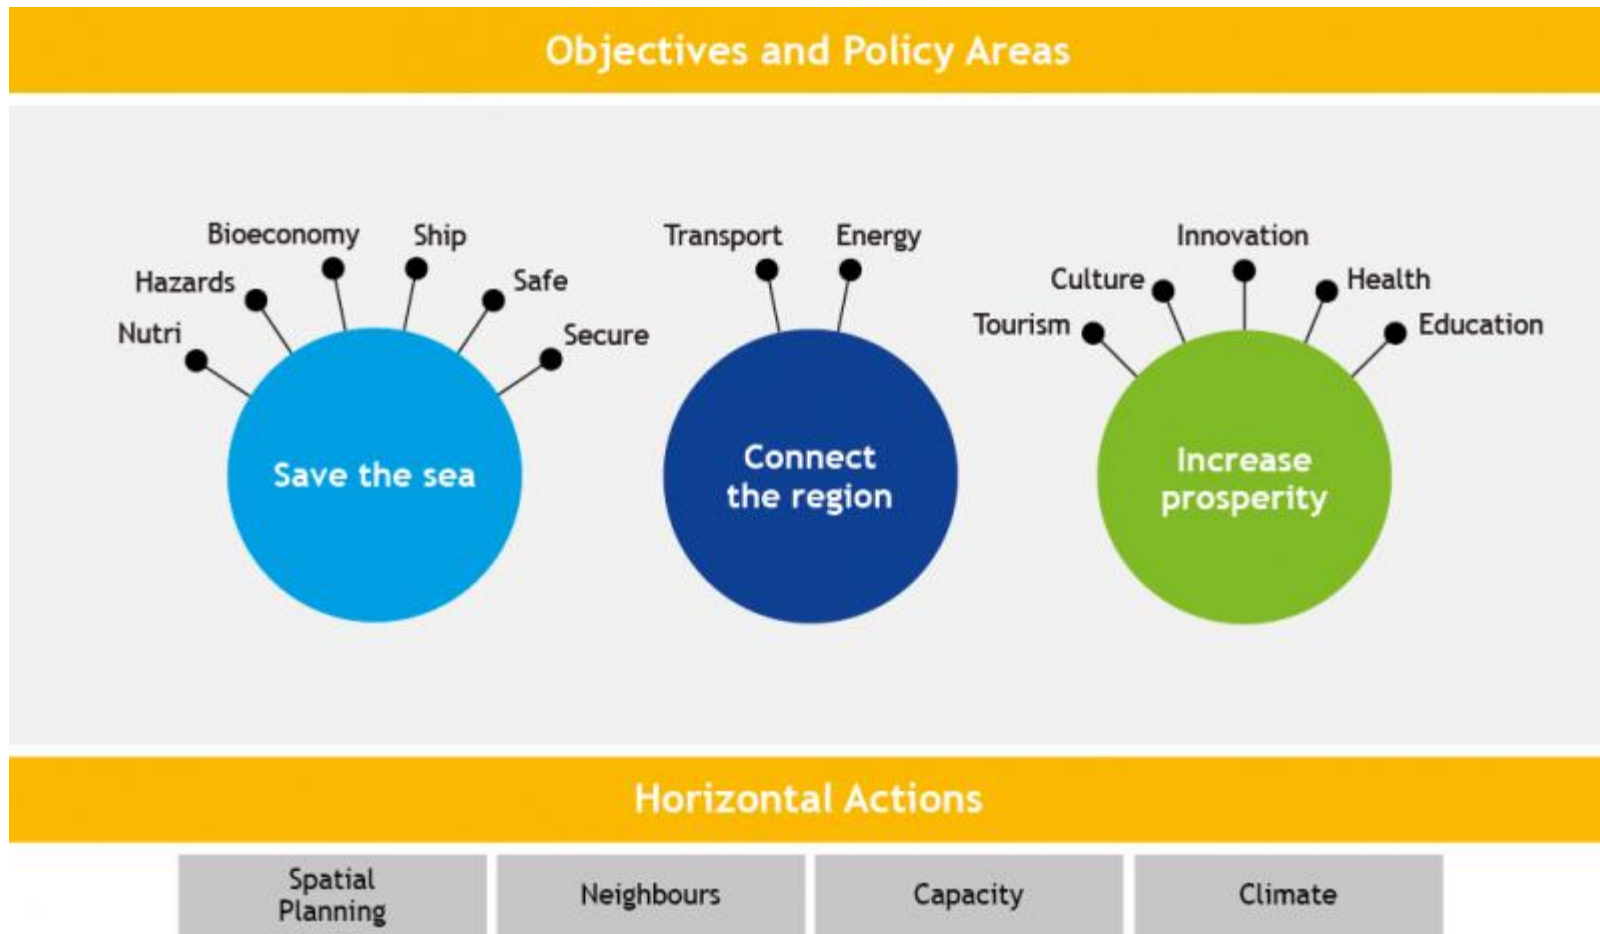 Objectives and Policy Areas
Bioeconomy
Ship
Hazards
Safe
Nutri
Secure
Save the sea
Transport
Energy
Connect
the region
Innovation
Culture
Health
Tourism
Education
Increase
prosperity
Horizontal Actions
Spatial
Planning
Neighbours
Capacity
Climate